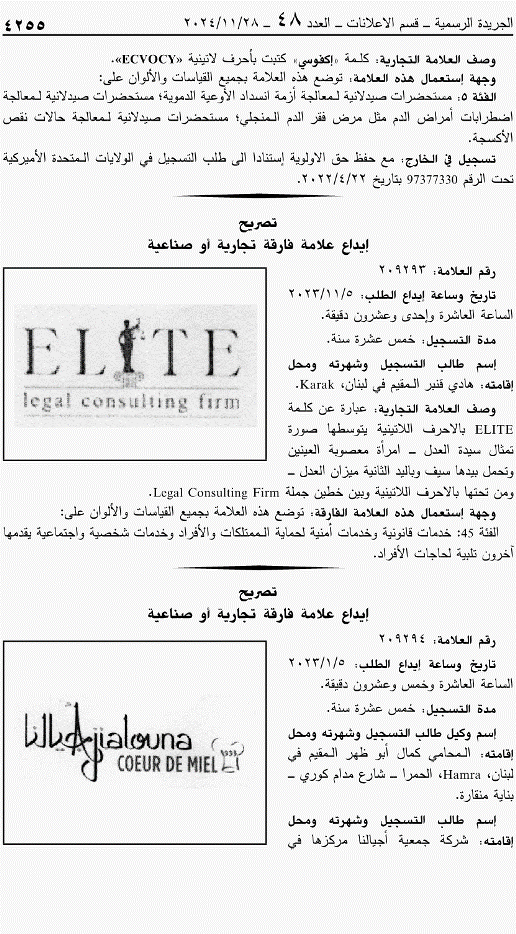 الجريدة الرسمية ــ قسم الاعلانات ــ العدد ٤٨ ــ ٢٠٢٤/١١/٢٨
٤٢٥٥
وصف العلامة التجارية: كلمة «إكفوسي» كتبت بأحرف لاتينية «ECVOCY».
وجهة إستعمال هذه العلامة: توضع هذه العلامة بجميع القياسات والألوان على:
الفئة ٥: مستحضرات صيدلانية لمعالجة أزمة انسداد الأوعية الدموية؛ مستحضرات صيدلانية لمعالجة
اضطرابات أمراض الدم مثل مرض فقر الدم المنجلي؛ مستحضرات صيدلانية لمعالجة حالات نقص
الأكسجة.
تسجيل في الخارج: مع حفظ حق الاولوية إستنادا الى طلب التسجيل في الولايات المتحدة الأميركية
تحت الرقم 97377330 بتاريخ ٢٠٢٢/٤/٢٢.
تصريح
إيداع علامة فارقة تجارية أو صناعية
رقم العلامة: ٢٠٩٢٩٣
تاريخ وساعة إيداع الطلب: ٢٠٢٣/١١/٥
الساعة العاشرة وإحدى وعشرون دقيقة.
مدة التسجيل: خمس عشرة سنة.
إسم طالب التسجيل وشهرته ومحل
إقامته: هادي قنبر المقيم في لبنان، Karak.
وصف العلامة التجارية: عبارة عن كلمة
ELITE بالاحرف اللاتينية يتوسطها صورة
تمثال سيدة العدل ــ امرأة معصوبة العينين
وتحمل بيدها سيف وباليد الثانية ميزان العدل ــ
ومن تحتها بالاحرف اللاتينية وبين خطين جملة Legal Consulting Firm.
ELITE
legal consulting firm
وجهة إستعمال هذه العلامة الفارقة: توضع هذه العلامة بجميع القياسات والألوان على:
الفئة 45: خدمات قانونية وخدمات أمنية لحماية الممتلكات والأفراد وخدمات شخصية واجتماعية يقدمها
آخرون تلبية لحاجات الأفراد.
تصريح
إيداع علامة فارقة تجارية أو صناعية
رقم العلامة: ٢٠٩٢٩٤
تاريخ وساعة إيداع الطلب: ٢٠٢٣/١/٥
الساعة العاشرة وخمس وعشرون دقيقة.
مدة التسجيل: خمس عشرة سنة.
إسم وكيل طالب التسجيل وشهرته ومحل
إقامته: المحامي كمال أبو ظهر المقيم في
لبنان، Hamra، الحمرا ــ شارع مدام كوري ــ
بناية منقارة.
إسم طالب التسجيل وشهرته ومحل
إقامته: شركة جمعية أجيالنا مركزها في
أجيالنا Ajialouna
COEUR DE MIEL